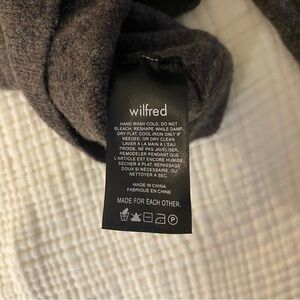 wilfred
HAND WASH COLD. DO NOT
BLEACH. RESHAPE WHILE DAMP.
DRY FLAT. COOL IRON ONLY IF
NEEDED. OR DRY CLEAN.
LAVER À LA MAIN À L'EAU
FROIDE. NE PAS JAVELISER.
REMODELER PENDANT QUE
L'ARTICLE EST ENCORE HUMIDE.
SÉCHER À PLAT. REPASSAGE
DOUX SI NÉCESSAIRE. OU
NETTOYER À SEC.
MADE IN CHINA
FABRIQUÉ EN CHINE
MADE FOR EACH OTHER.